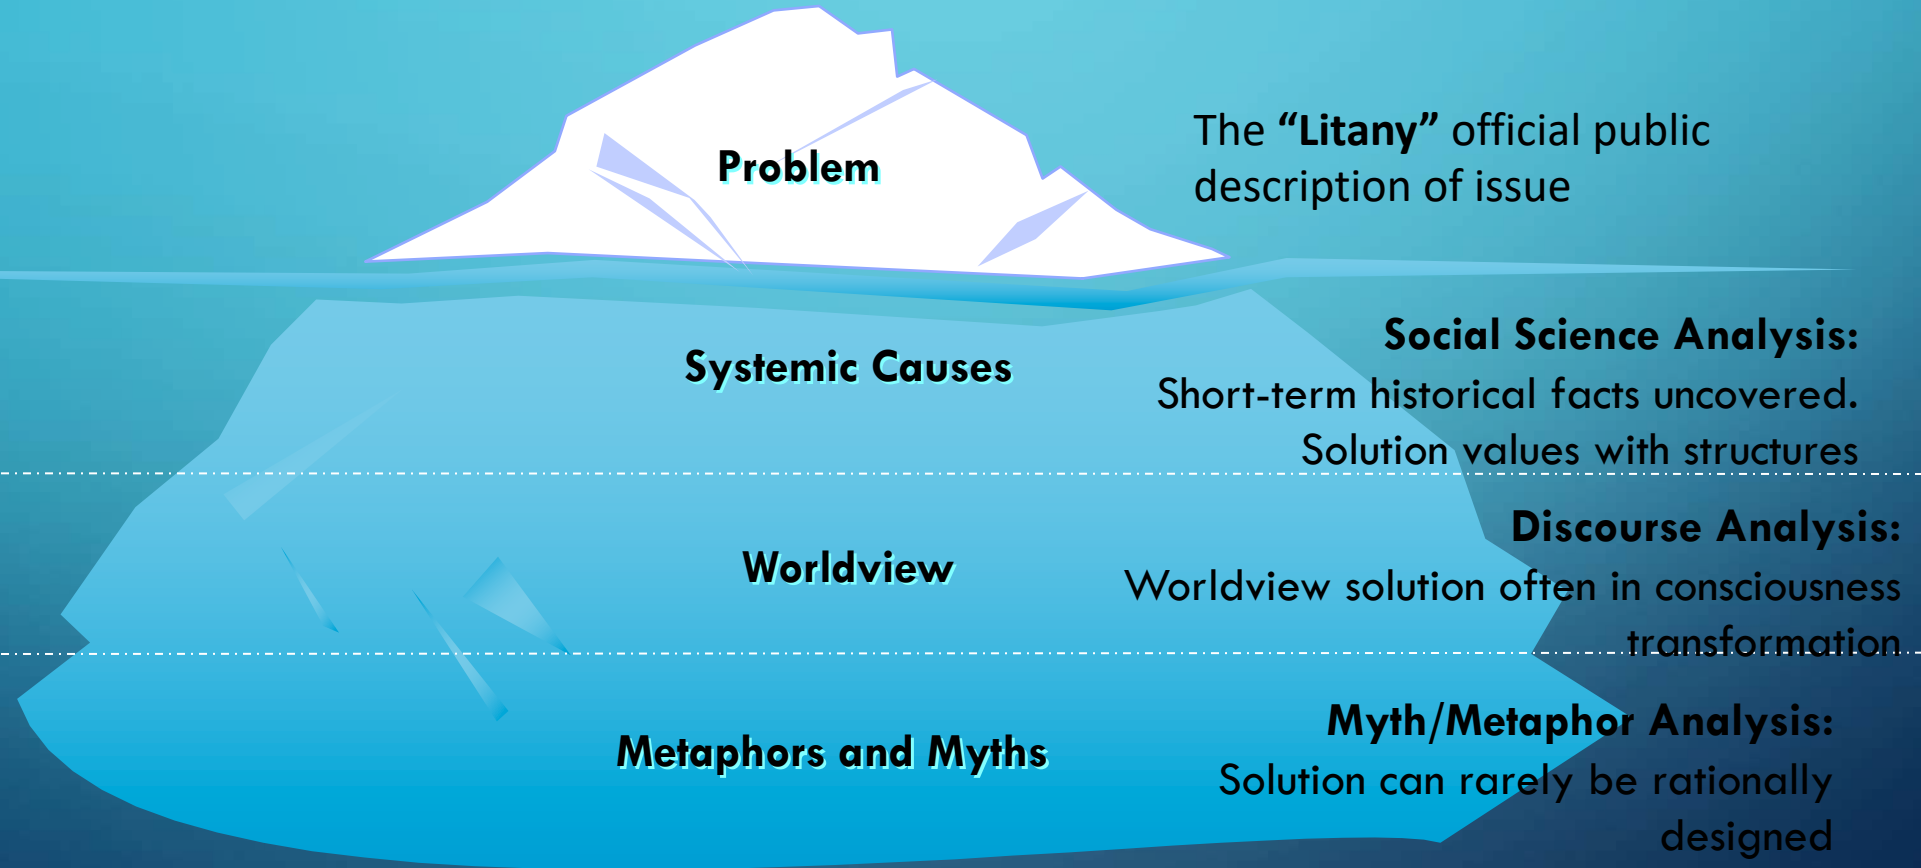 Problem
The “Litany” official public
description of issue
Systemic Causes
Social Science Analysis:
Short-term historical facts uncovered.
Solution values with structures
Worldview
Discourse Analysis:
Worldview solution often in consciousness
transformation
Metaphors and Myths
Myth/Metaphor Analysis:
Solution can rarely be rationally
designed